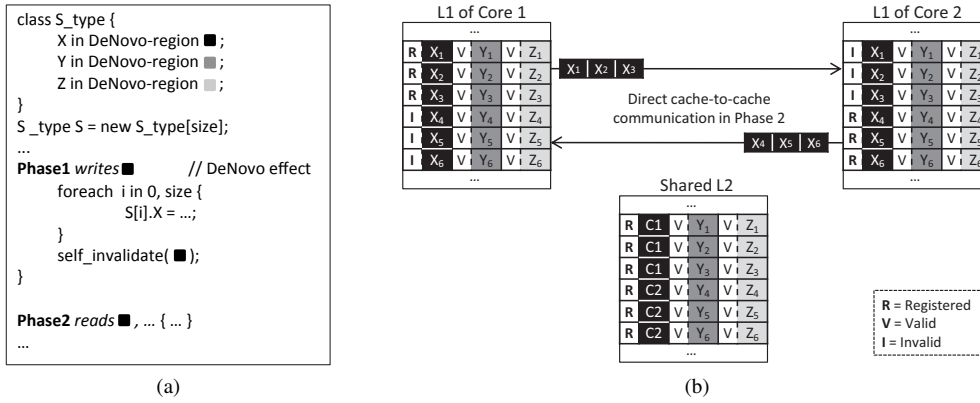 class S_type {
X in DeNovo-region ;
Y in DeNovo-region ;
Z in DeNovo-region ;
}
S _type S = new S_type[size];
...
Phase1 writes // DeNovo effect
foreach i in 0, size {
S[i].X = ...;
}
self_invalidate( );
}
Phase2 reads , ... { ... }
...
(a)
L1 of Core 1
...
R X1 V Y1 V Z1
R X2 V Y2 V Z2
R X3 V Y3 V Z3
I X4 V Y4 V Z4
I X5 V Y5 V Z5
I X6 V Y6 V Z6
...
X1 X2 X3
Direct cache-to-cache
communication in Phase 2
X4 X5 X6
L1 of Core 2
...
I X1 V Y1 V Z1
I X2 V Y2 V Z2
I X3 V Y3 V Z3
R X4 V Y4 V Z4
R X5 V Y5 V Z5
R X6 V Y6 V Z6
...
Shared L2
...
R C1 V Y1 V Z1
R C1 V Y2 V Z2
R C1 V Y3 V Z3
R C2 V Y4 V Z4
R C2 V Y5 V Z5
R C2 V Y6 V Z6
...
R = Registered
V = Valid
I = Invalid
(b)